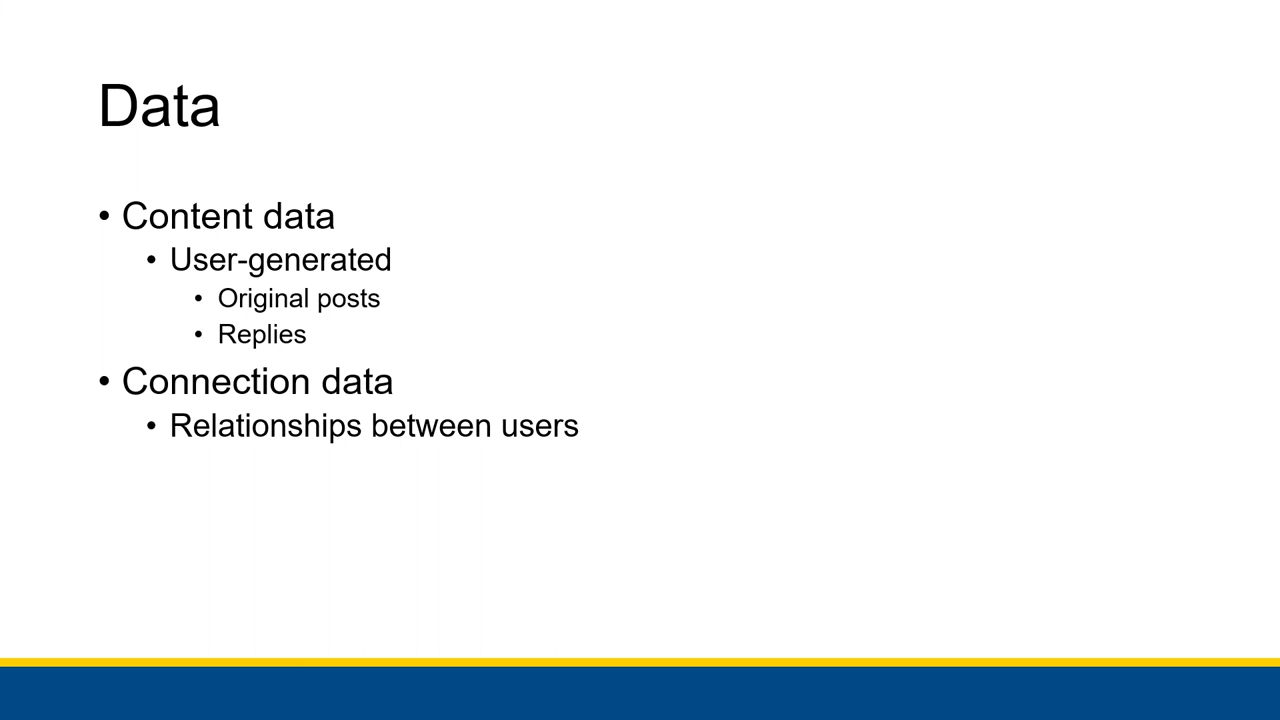 Data
• Content data
• User-generated
• Original posts
• Replies
• Connection data
• Relationships between users